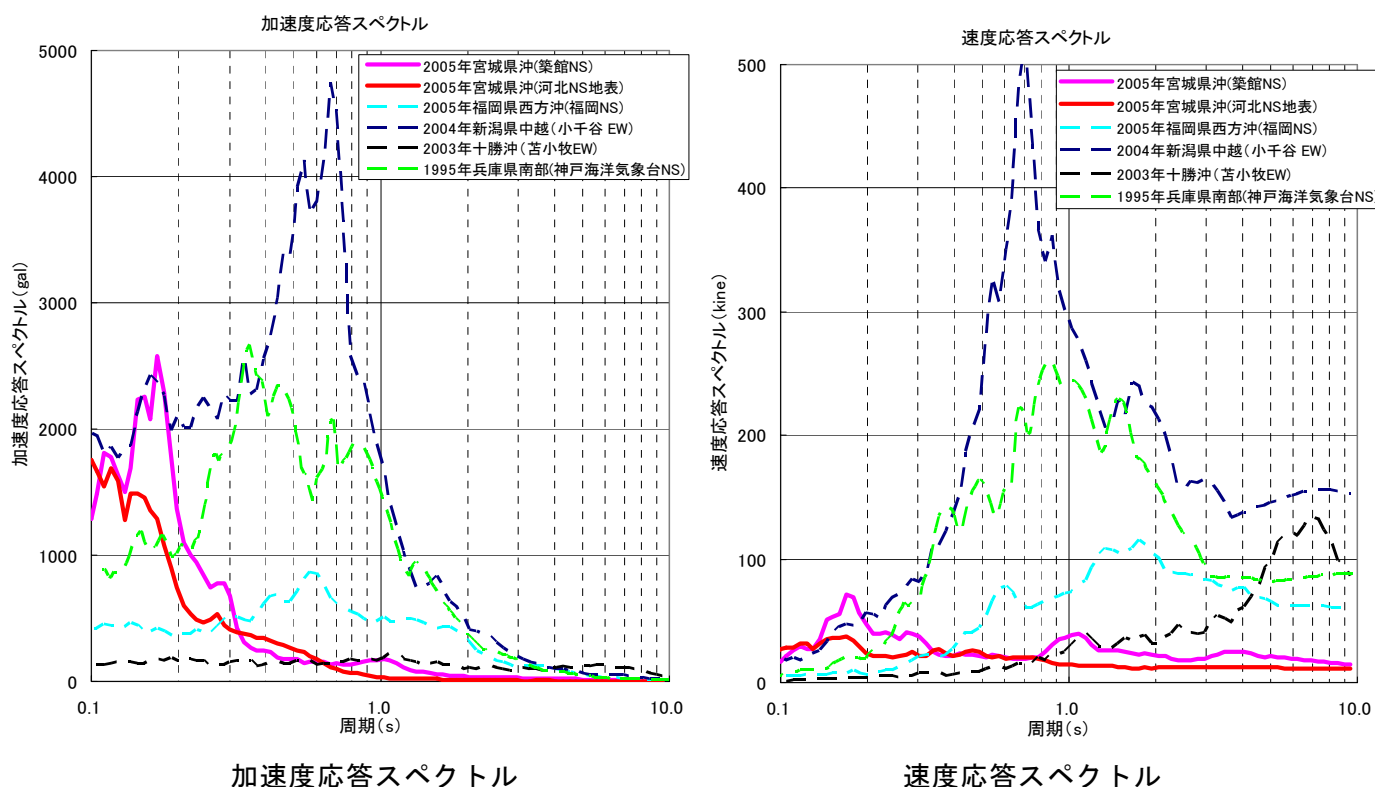 加速度応答スペクトル
5000
4000
3000
2000
1000
0
加速度応答スペクトル(gal)
2005年宮城県沖(築館NS)
2005年宮城県沖(河北NS地表)
2005年福岡県西方沖(福岡NS)
2004年新潟県中越(小千谷 EW)
2003年十勝沖(苫小牧EW)
1995年兵庫県南部(神戸海洋気象台NS)
0.1
1.0
10.0
周期(s)
加速度応答スペクトル
速度応答スペクトル
500
400
300
200
100
0
速度応答スペクトル(kine)
2005年宮城県沖(築館NS)
2005年宮城県沖(河北NS地表)
2005年福岡県西方沖(福岡NS)
2004年新潟県中越(小千谷 EW)
2003年十勝沖(苫小牧EW)
1995年兵庫県南部(神戸海洋気象台NS)
0.1
1.0
10.0
周期(s)
速度応答スペクトル